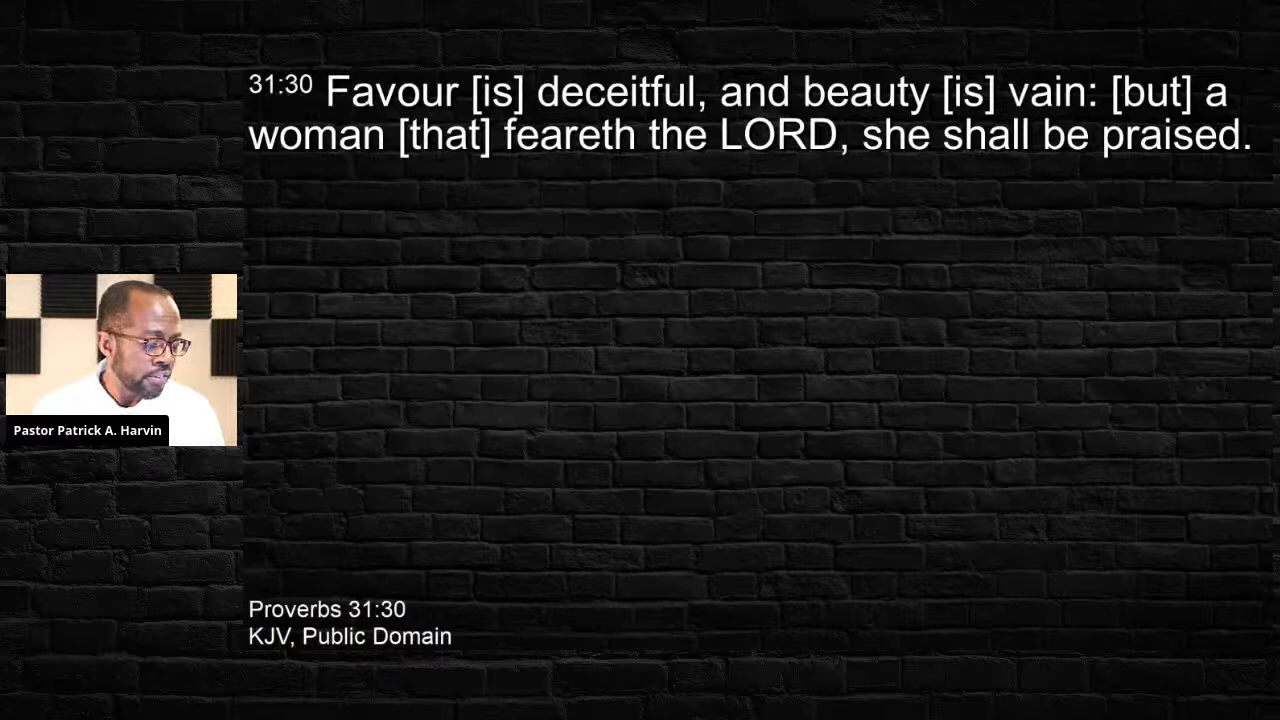 31:30 Favour [is] deceitful, and beauty [is] vain: [but] a
woman [that] feareth the LORD, she shall be praised.
Pastor Patrick A. Harvin
Proverbs 31:30
KJV, Public Domain